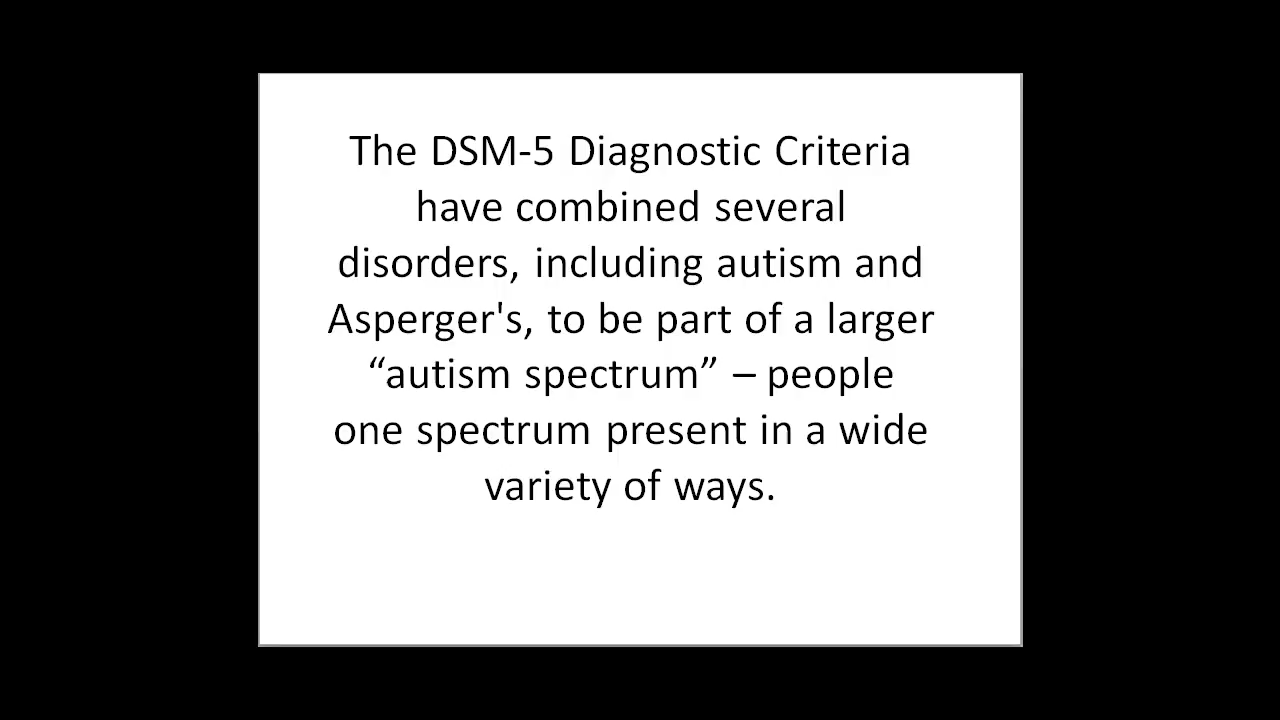 The DSM-5 Diagnostic Criteria
have combined several
disorders, including autism and
Asperger's, to be part of a larger
“autism spectrum” – people
one spectrum present in a wide
variety of ways.